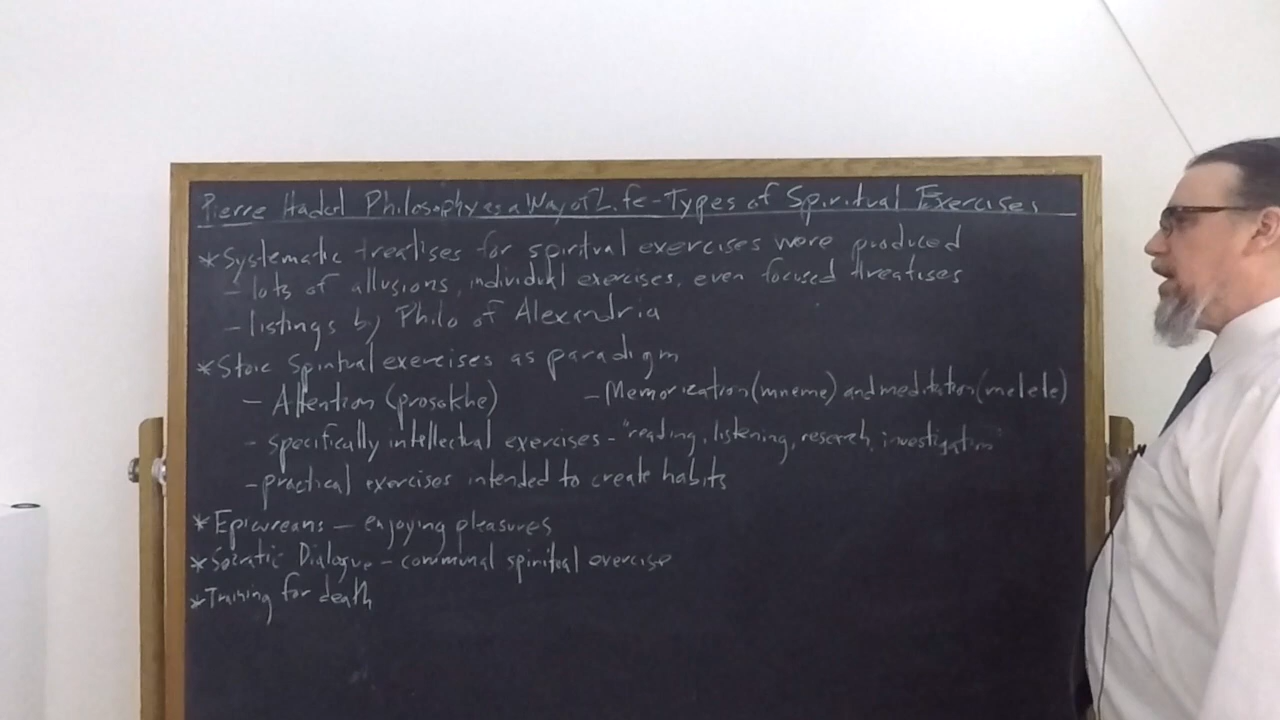 Pierre Hadot Philosophy as a Way of Life - Types of Spiritual Exercises
* Systematic treatises for spiritual exercises were produced
- lots of allusions, individual exercises, even focused threatises
- listings by Philo of Alexandria
* Stoic Spiritual exercises as paradigm
- Attention (prosokhe) - Memorization (mneme) and meditation (melete)
- specifically intellectual exercises - "reading, listening, research, investigation"
- practical exercises intended to create habits
* Epicureans - enjoying pleasures
* Socratic Dialogue - communal spiritual exercise
* Training for death